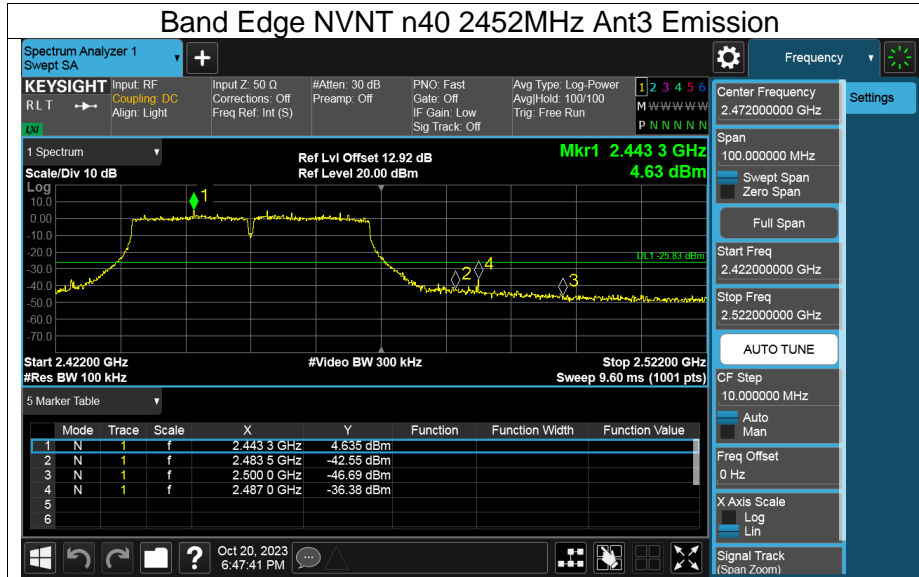 Band Edge NVNT n40 2452MHz Ant3 Emission
Spectrum Analyzer 1
Swept SA
+
Frequency
KEYSIGHT
RLT
LXI
Input: RF
Coupling: DC
Align: Light
Input Z: 50 Ω
Corrections: Off
Freq Ref: Int (S)
#Atten: 30 dB
Preamp: Off
PNO: Fast
Gate: Off
IF Gain: Low
Sig Track: Off
Avg Type: Log-Power
Avg|Hold: 100/100
Trig: Free Run
1 2 3 4 5 6
M W W W W W
P N N N N N
Center Frequency
2.472000000 GHz
Settings
1 Spectrum
Scale/Div 10 dB
Ref Lvl Offset 12.92 dB
Ref Level 20.00 dBm
Mkr1 2.443 3 GHz
4.63 dBm
Log
10.0
0.00
-10.0
-20.0
-30.0
-40.0
-50.0
-60.0
-70.0
1
2
4
3
DL1 -25.83 dBm
Start 2.42200 GHz
#Res BW 100 kHz
#Video BW 300 kHz
Stop 2.52200 GHz
Sweep 9.60 ms (1001 pts)
Span
100.000000 MHz
Swept Span
Zero Span
Full Span
Start Freq
2.422000000 GHz
Stop Freq
2.522000000 GHz
AUTO TUNE
CF Step
10.000000 MHz
Auto
Man
Freq Offset
0 Hz
X Axis Scale
Log
Lin
Signal Track
(Span Zoom)
5 Marker Table
Mode Trace Scale X Y Function Function Width Function Value
1 N 1 f 2.443 3 GHz 4.635 dBm
2 N 1 f 2.483 5 GHz -42.55 dBm
3 N 1 f 2.500 0 GHz -46.69 dBm
4 N 1 f 2.487 0 GHz -36.38 dBm
5
6
?
Oct 20, 2023
6:47:41 PM